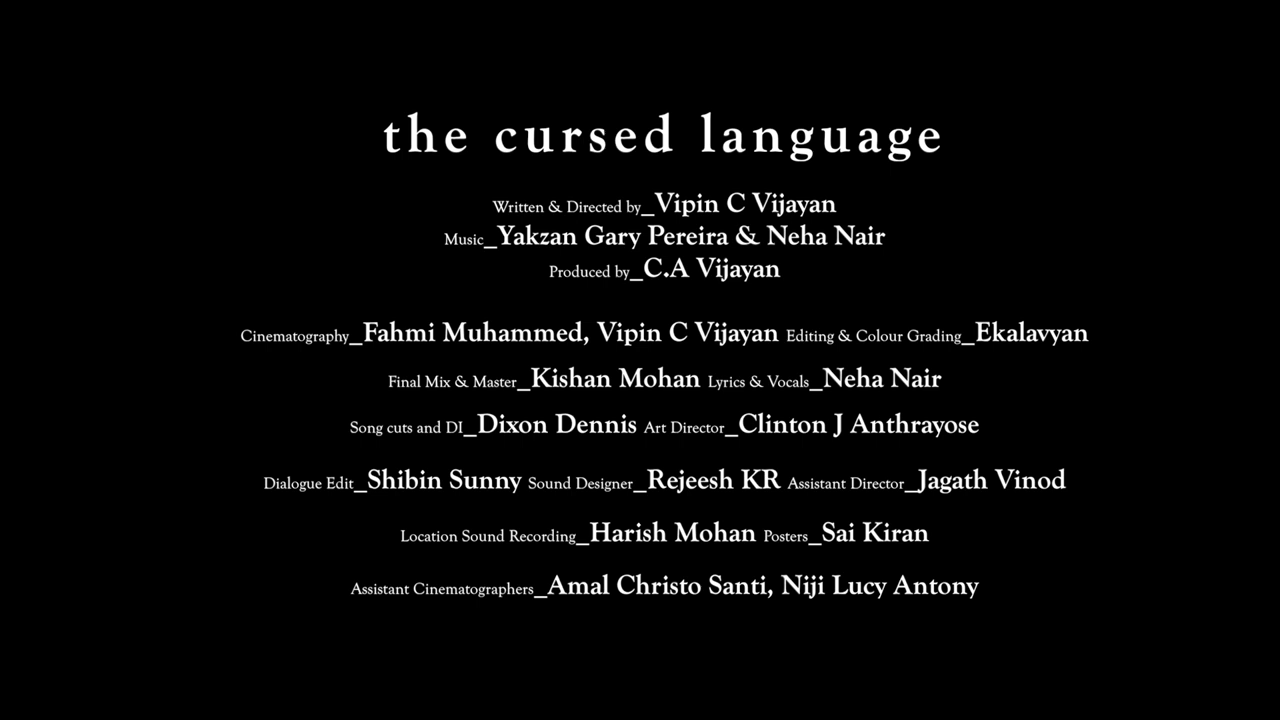 the cursed language
Written & Directed by_Vipin C Vijayan
Music_Yakzan Gary Pereira & Neha Nair
Produced by_C.A Vijayan
Cinematography_Fahmi Muhammed, Vipin C Vijayan Editing & Colour Grading_Ekalavyan
Final Mix & Master_Kishan Mohan Lyrics & Vocals_Neha Nair
Song cuts and DI_Dixon Dennis Art Director_Clinton J Anthrayose
Dialogue Edit_Shibin Sunny Sound Designer_Rejeesh KR Assistant Director_Jagath Vinod
Location Sound Recording_Harish Mohan Posters_Sai Kiran
Assistant Cinematographers_Amal Christo Santi, Niji Lucy Antony